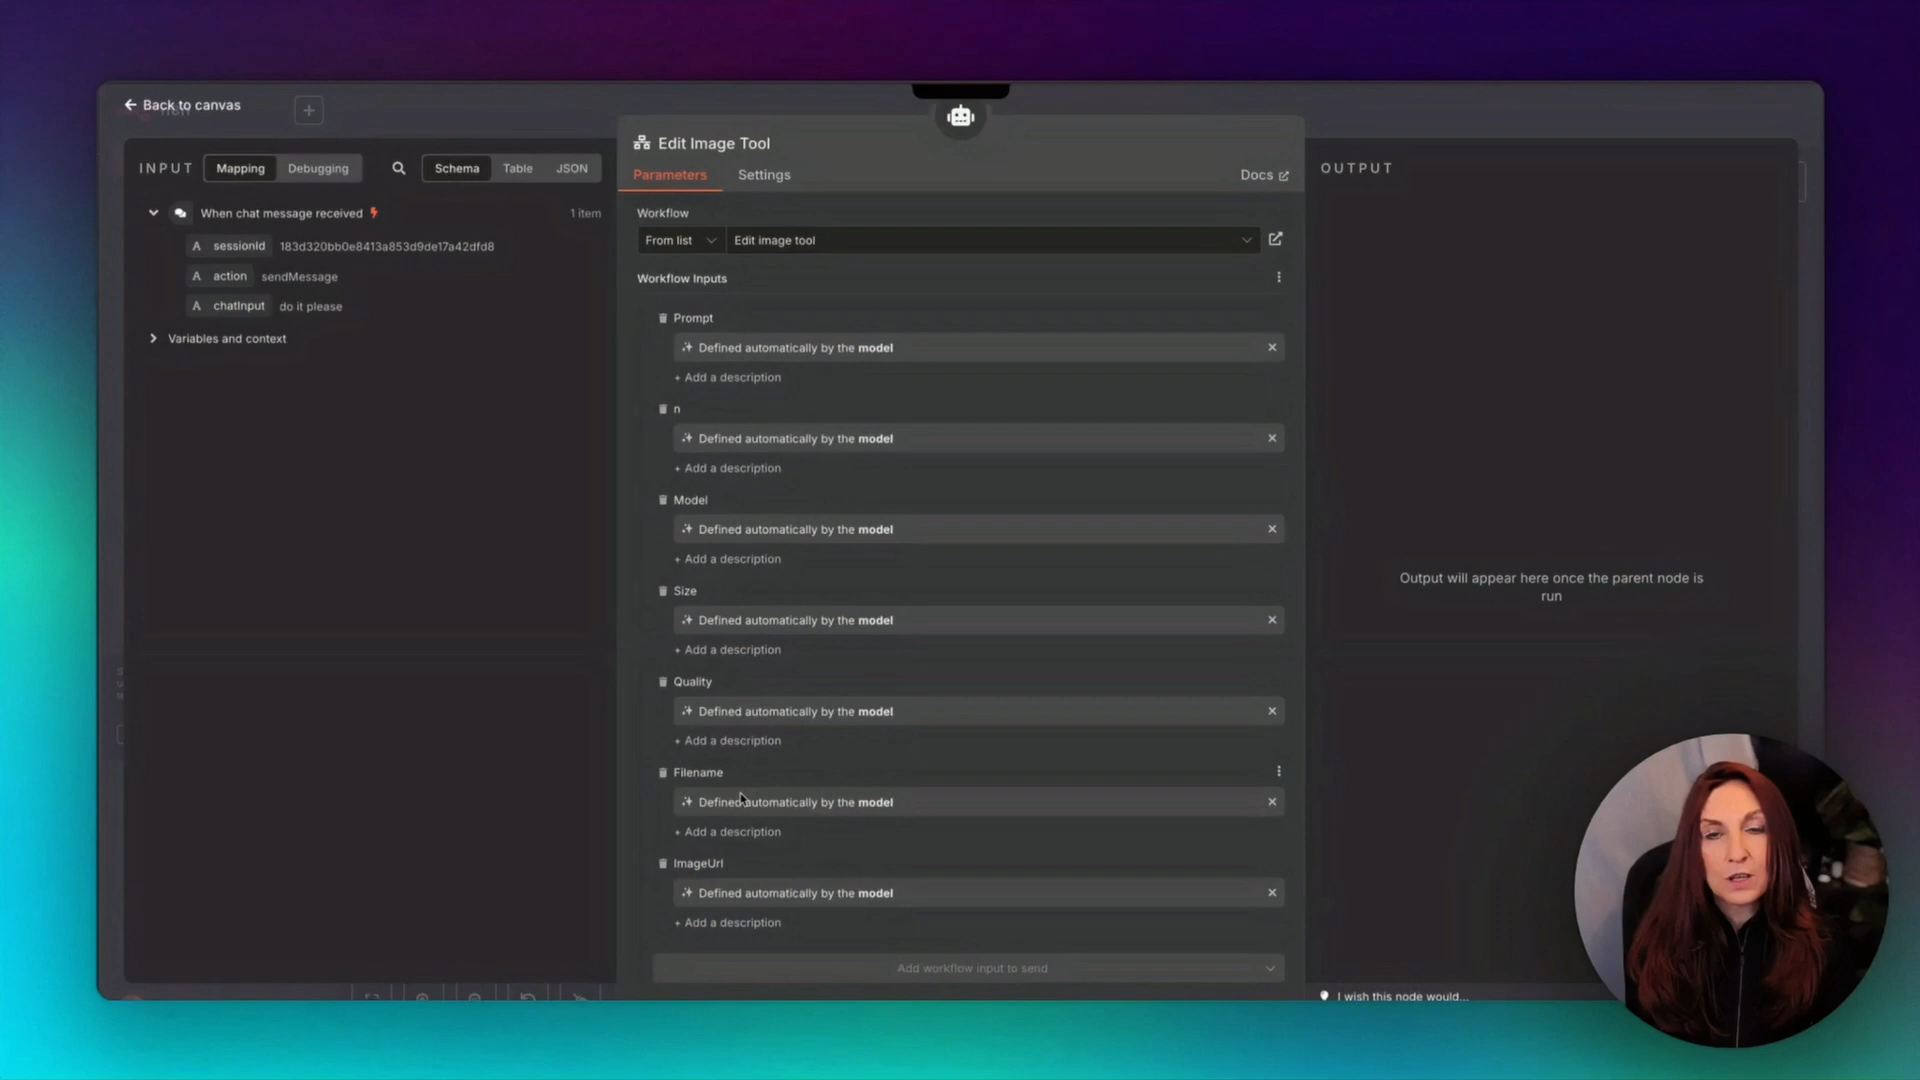 Back to canvas
Edit Image Tool
INPUT
Mapping
Debugging
Schema
Table
JSON
When chat message received
1 item
A sessionId 183d320bb0e8413a853d9de17a42dfd8
A action sendMessage
A chatInput do it please
Variables and context
Parameters
Settings
Docs
Workflow
From list
Edit image tool
Workflow Inputs
Prompt
Defined automatically by the model
+ Add a description
n
Defined automatically by the model
+ Add a description
Model
Defined automatically by the model
+ Add a description
Size
Defined automatically by the model
+ Add a description
Quality
Defined automatically by the model
+ Add a description
Filename
Defined automatically by the model
+ Add a description
ImageUrl
Defined automatically by the model
+ Add a description
Add workflow input to send
OUTPUT
Output will appear here once the parent node is
run
I wish this node would...